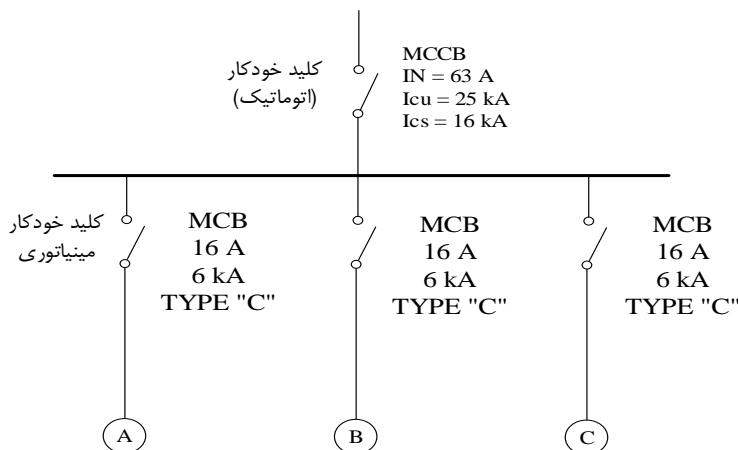 کلید خودکار
(اتوماتیک)
MCCB
IN = 63 A
Icu = 25 kA
Ics = 16 kA
کلید خودکار
مینیاتوری
MCB
16 A
6 kA
TYPE "C"
MCB
16 A
6 kA
TYPE "C"
MCB
16 A
6 kA
TYPE "C"
A
B
C